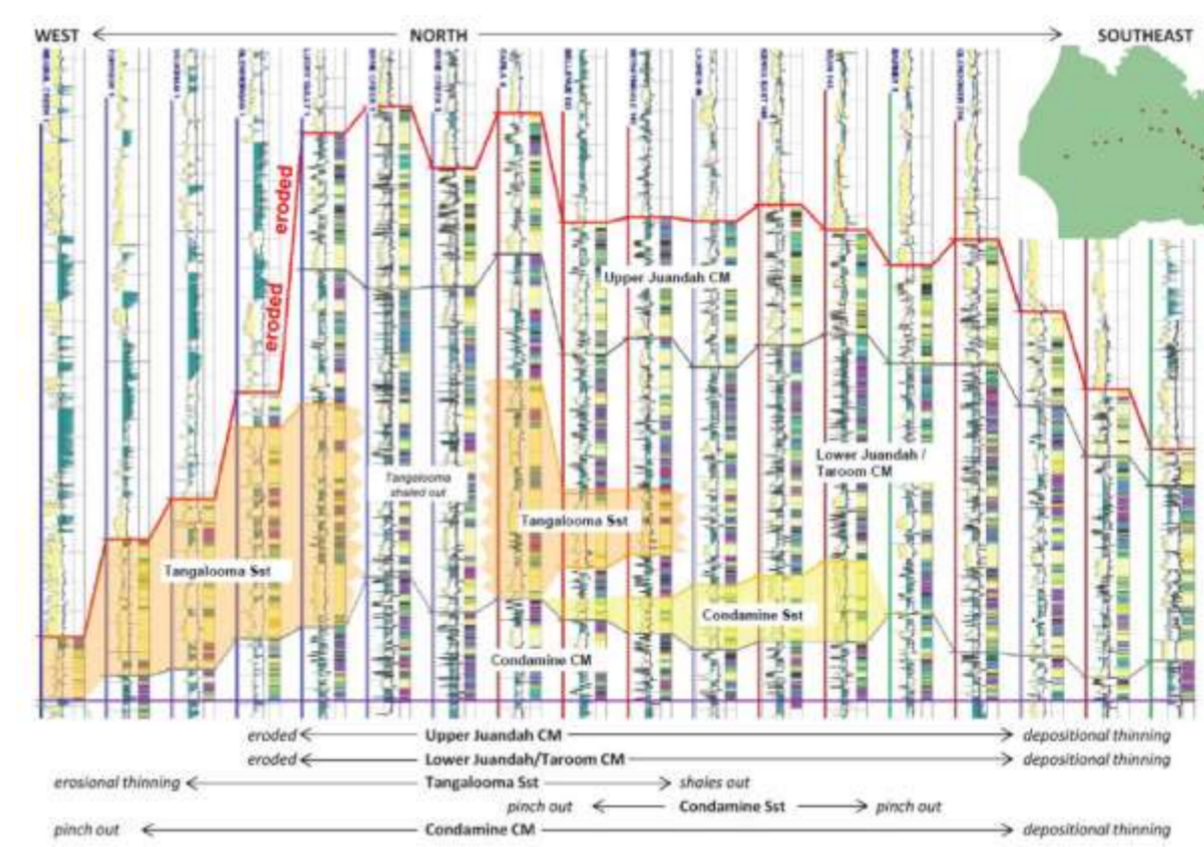 WEST NORTH SOUTHEAST
eroded
eroded
Upper Juandah CM
Lower Juandah /
Taroom CM
Tangalooma
shaled out
Tangalooma Sst
Tangalooma Sst
Condamine Sst
Condamine CM
eroded Upper Juandah CM depositional thinning
eroded Lower Juandah/Taroom CM depositional thinning
erosional thinning Tangalooma Sst shales out
pinch out Condamine Sst pinch out
pinch out Condamine CM depositional thinning